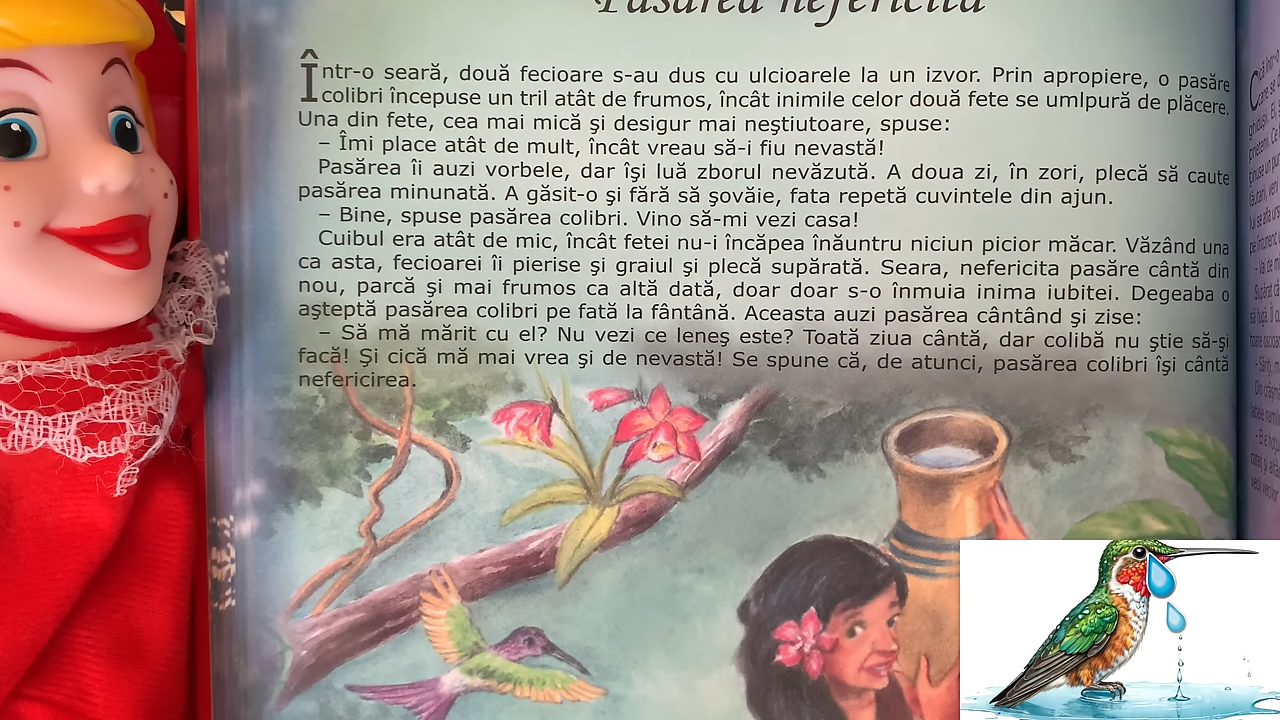 Pasărea nefericită
Într-o seară, două fecioare s-au dus cu ulcioarele la un izvor. Prin apropiere, o pasăre
colibri începuse un tril atât de frumos, încât inimile celor două fete se umlpură de plăcere.
Una din fete, cea mai mică şi desigur mai neştiutoare, spuse:
– Îmi place atât de mult, încât vreau să-i fiu nevastă!
Pasărea îi auzi vorbele, dar îşi luă zborul nevăzută. A doua zi, în zori, plecă să caute
pasărea minunată. A găsit-o şi fără să şovăie, fata repetă cuvintele din ajun.
– Bine, spuse pasărea colibri. Vino să-mi vezi casa!
Cuibul era atât de mic, încât fetei nu-i încăpea înăuntru niciun picior măcar. Văzând una
ca asta, fecioarei îi pierise şi graiul şi plecă supărată. Seara, nefericita pasăre cântă din
nou, parcă şi mai frumos ca altă dată, doar doar s-o înmuia inima iubitei. Degeaba o
aşteptă pasărea colibri pe fată la fântână. Aceasta auzi pasărea cântând şi zise:
– Să mă mărit cu el? Nu vezi ce leneş este? Toată ziua cântă, dar colibă nu ştie să-şi
facă! Şi cică mă mai vrea şi de nevastă! Se spune că, de atunci, pasărea colibri îşi cântă
nefericirea.